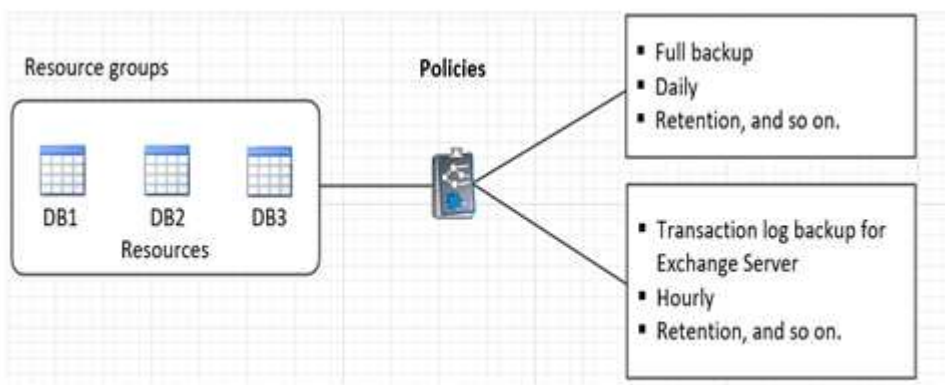 Resource groups
DB1
DB2
DB3
Resources
Policies
▪ Full backup
▪ Daily
▪ Retention, and so on.
▪ Transaction log backup for
Exchange Server
▪ Hourly
▪ Retention, and so on.